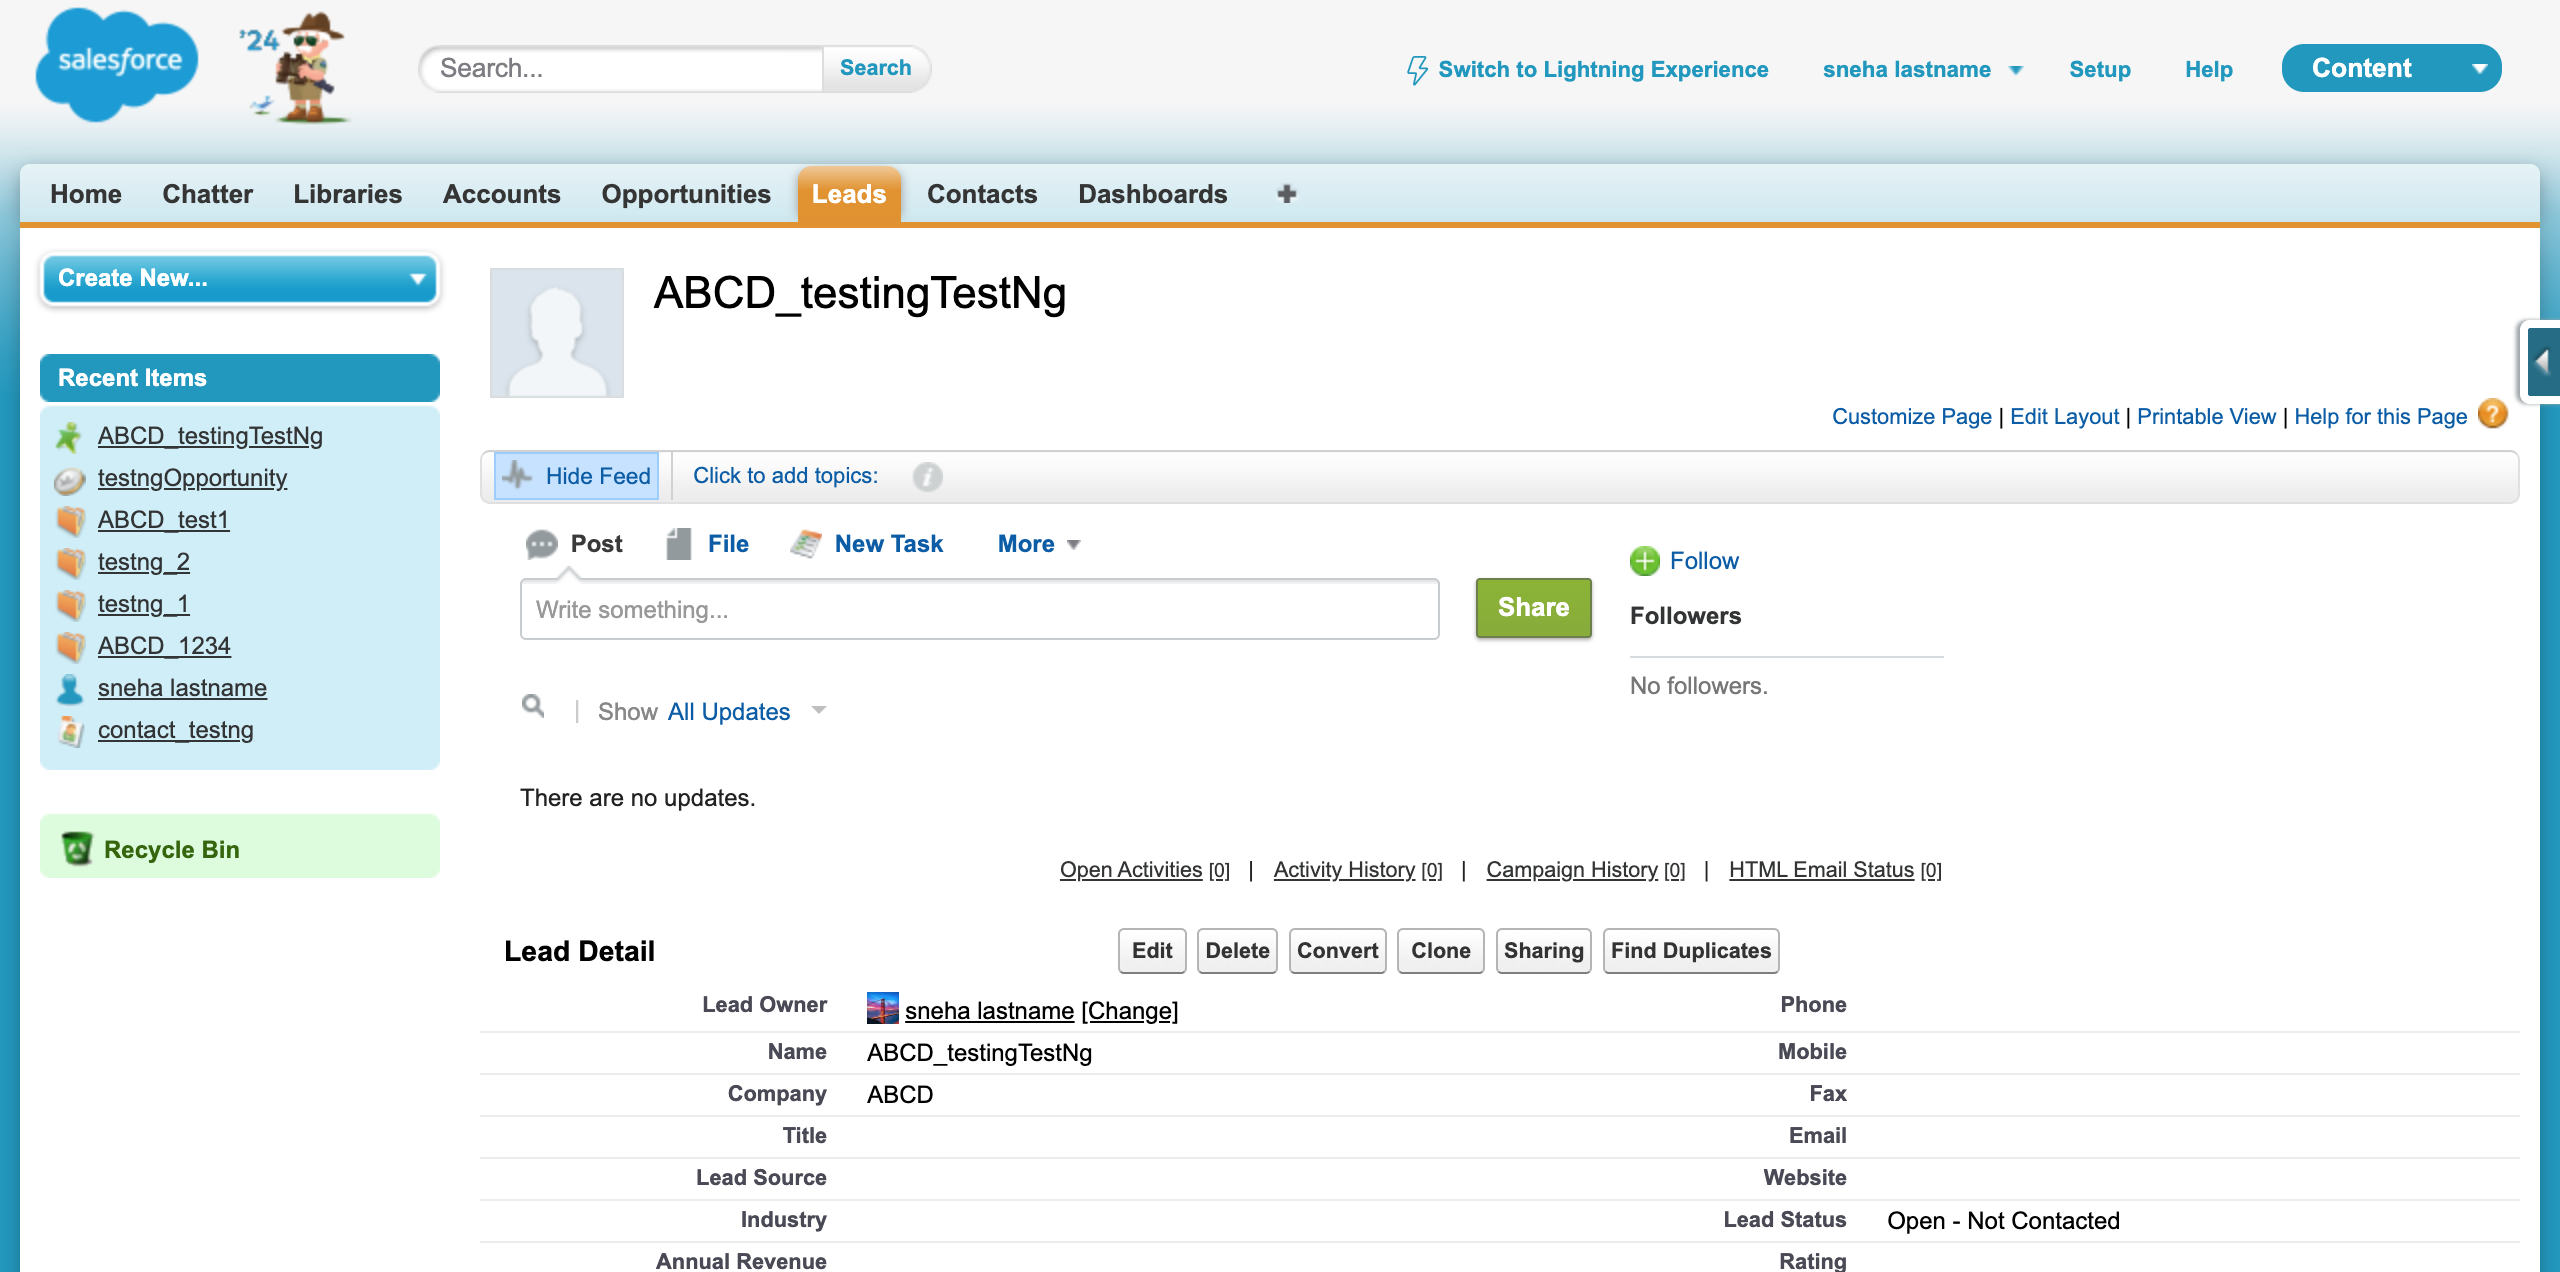 salesforce
'24
Search...
Search
Switch to Lightning Experience
sneha lastname
Setup
Help
Content
Home
Chatter
Libraries
Accounts
Opportunities
Leads
Contacts
Dashboards
+
Create New...
Recent Items
ABCD_testingTestNg
testngOpportunity
ABCD_test1
testng_2
testng_1
ABCD_1234
sneha lastname
contact_testng
Recycle Bin
ABCD_testingTestNg
Customize Page | Edit Layout | Printable View | Help for this Page ?
Hide Feed
Click to add topics:
i
Post
File
New Task
More
Write something...
Share
Follow
Followers
No followers.
| Show All Updates
There are no updates.
Open Activities [0] | Activity History [0] | Campaign History [0] | HTML Email Status [0]
Lead Detail
Edit
Delete
Convert
Clone
Sharing
Find Duplicates
Lead Owner sneha lastname [Change]
Phone
Name ABCD_testingTestNg
Mobile
Company ABCD
Fax
Title
Email
Lead Source
Website
Industry
Lead Status Open - Not Contacted
Annual Revenue
Rating